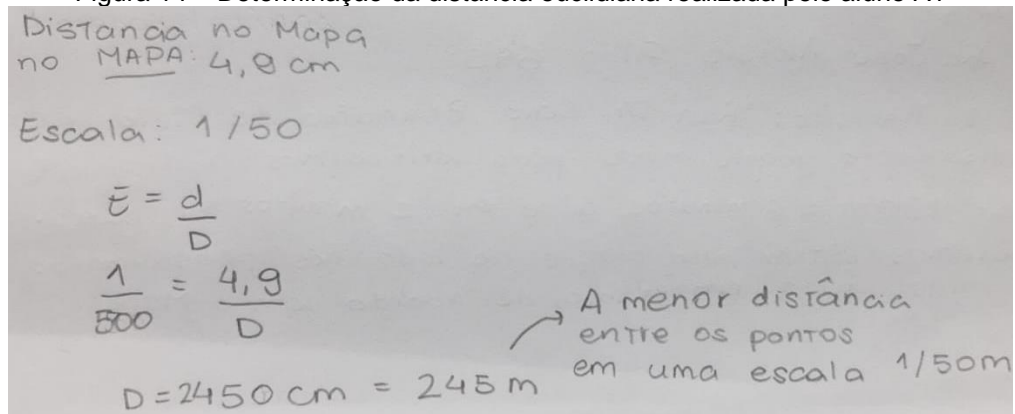 Distancia no Mapa
no MAPA: 4,9 cm
Escala: 1/50
E = d/D
1/500 = 4,9/D
D = 2450 cm = 245 m
A menor distância
entre os pontos
em uma escala 1/50m